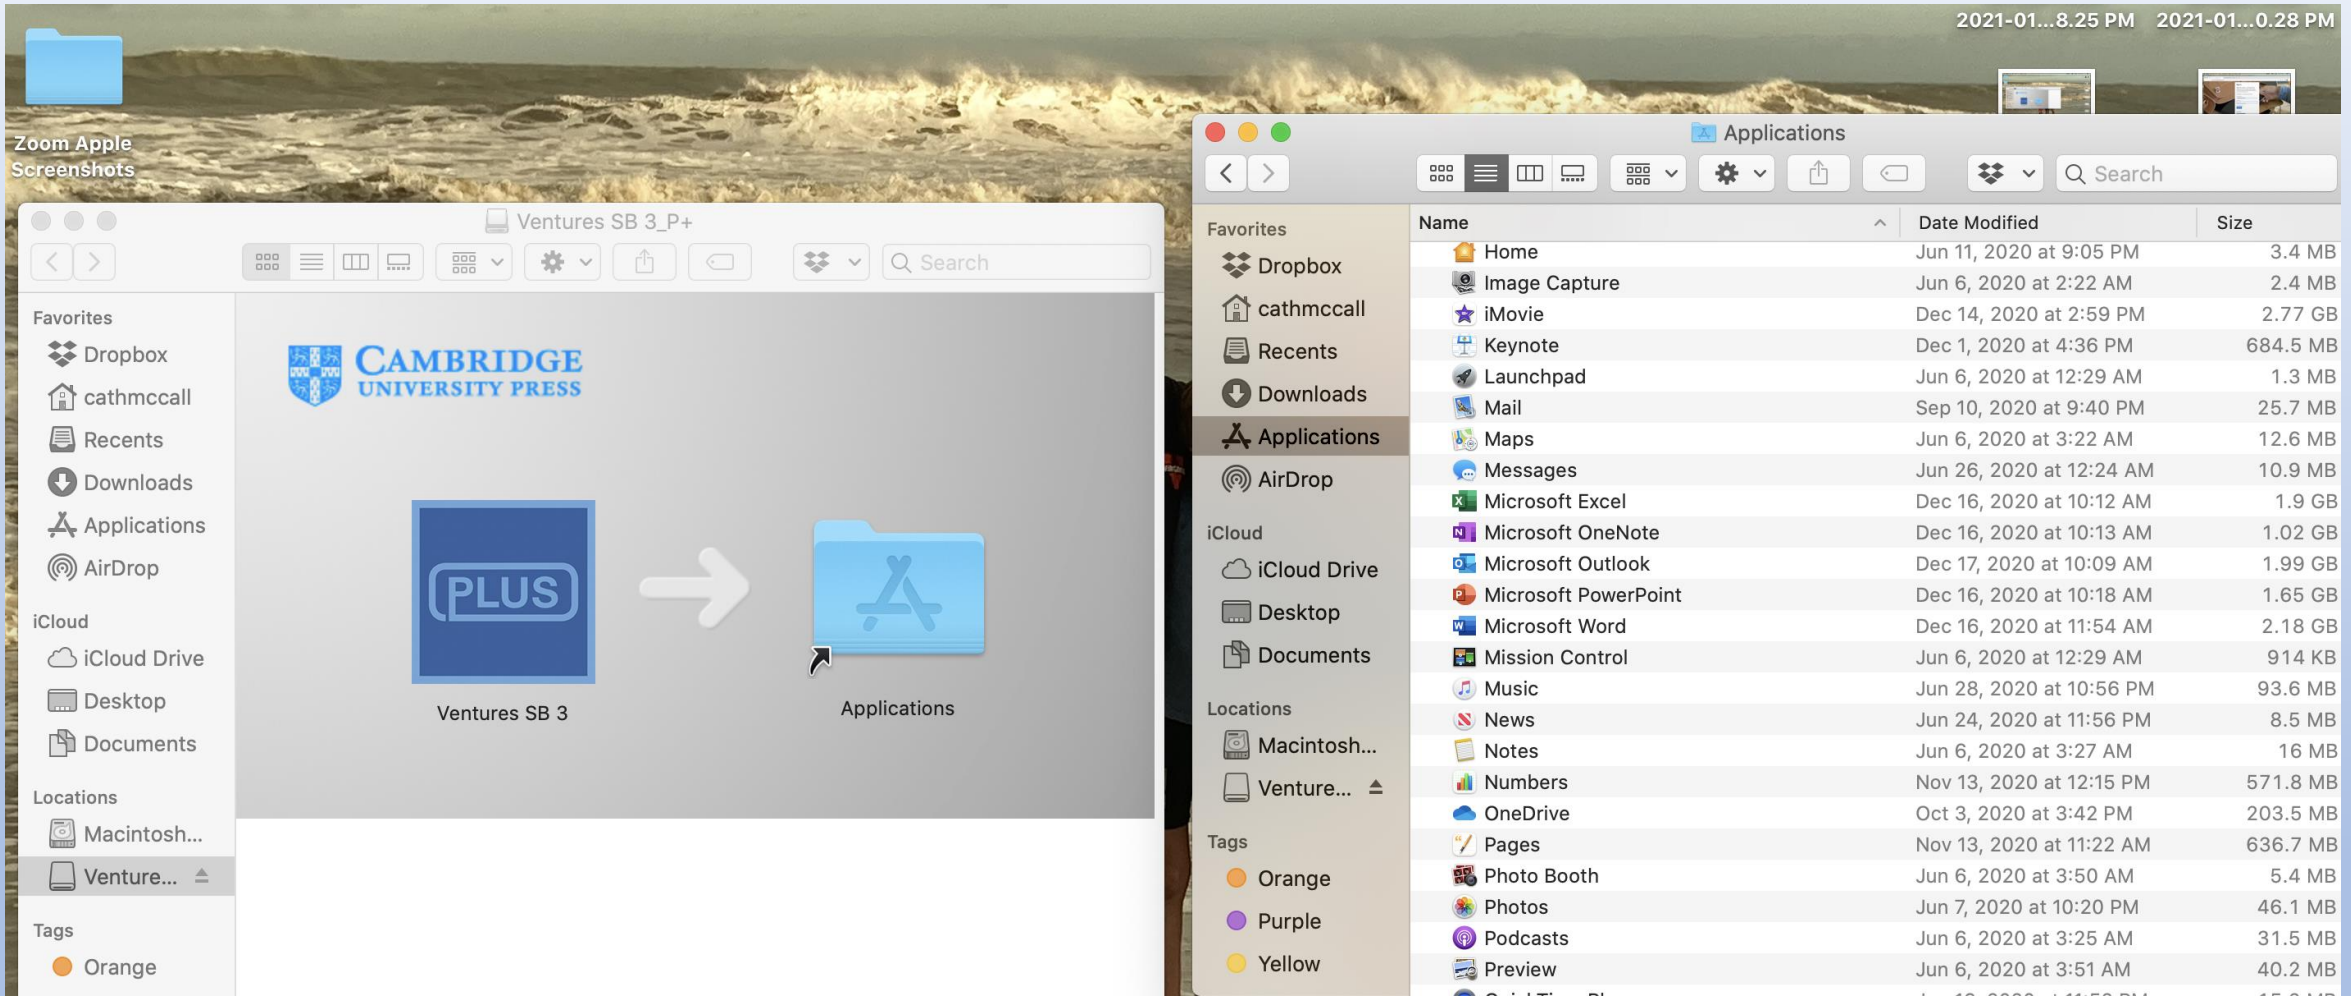 2021-01...8.25 PM 2021-01...0.28 PM
Zoom Apple
Screenshots
Ventures SB 3_P+
Search
Favorites
Dropbox
cathmccall
Recents
Downloads
Applications
AirDrop
iCloud
iCloud Drive
Desktop
Documents
Locations
Macintosh...
Venture...
Tags
Orange
CAMBRIDGE
UNIVERSITY PRESS
PLUS
Ventures SB 3
Applications
Applications
Search
Favorites
Dropbox
cathmccall
Recents
Downloads
Applications
AirDrop
iCloud
iCloud Drive
Desktop
Documents
Locations
Macintosh...
Venture...
Tags
Orange
Purple
Yellow
Name Date Modified Size
Home Jun 11, 2020 at 9:05 PM 3.4 MB
Image Capture Jun 6, 2020 at 2:22 AM 2.4 MB
iMovie Dec 14, 2020 at 2:59 PM 2.77 GB
Keynote Dec 1, 2020 at 4:36 PM 684.5 MB
Launchpad Jun 6, 2020 at 12:29 AM 1.3 MB
Mail Sep 10, 2020 at 9:40 PM 25.7 MB
Maps Jun 6, 2020 at 3:22 AM 12.6 MB
Messages Jun 26, 2020 at 12:24 AM 10.9 MB
Microsoft Excel Dec 16, 2020 at 10:12 AM 1.9 GB
Microsoft OneNote Dec 16, 2020 at 10:13 AM 1.02 GB
Microsoft Outlook Dec 17, 2020 at 10:09 AM 1.99 GB
Microsoft PowerPoint Dec 16, 2020 at 10:18 AM 1.65 GB
Microsoft Word Dec 16, 2020 at 11:54 AM 2.18 GB
Mission Control Jun 6, 2020 at 12:29 AM 914 KB
Music Jun 28, 2020 at 10:56 PM 93.6 MB
News Jun 24, 2020 at 11:56 PM 8.5 MB
Notes Jun 6, 2020 at 3:27 AM 16 MB
Numbers Nov 13, 2020 at 12:15 PM 571.8 MB
OneDrive Oct 3, 2020 at 3:42 PM 203.5 MB
Pages Nov 13, 2020 at 11:22 AM 636.7 MB
Photo Booth Jun 6, 2020 at 3:50 AM 5.4 MB
Photos Jun 7, 2020 at 10:20 PM 46.1 MB
Podcasts Jun 6, 2020 at 3:25 AM 31.5 MB
Preview Jun 6, 2020 at 3:51 AM 40.2 MB